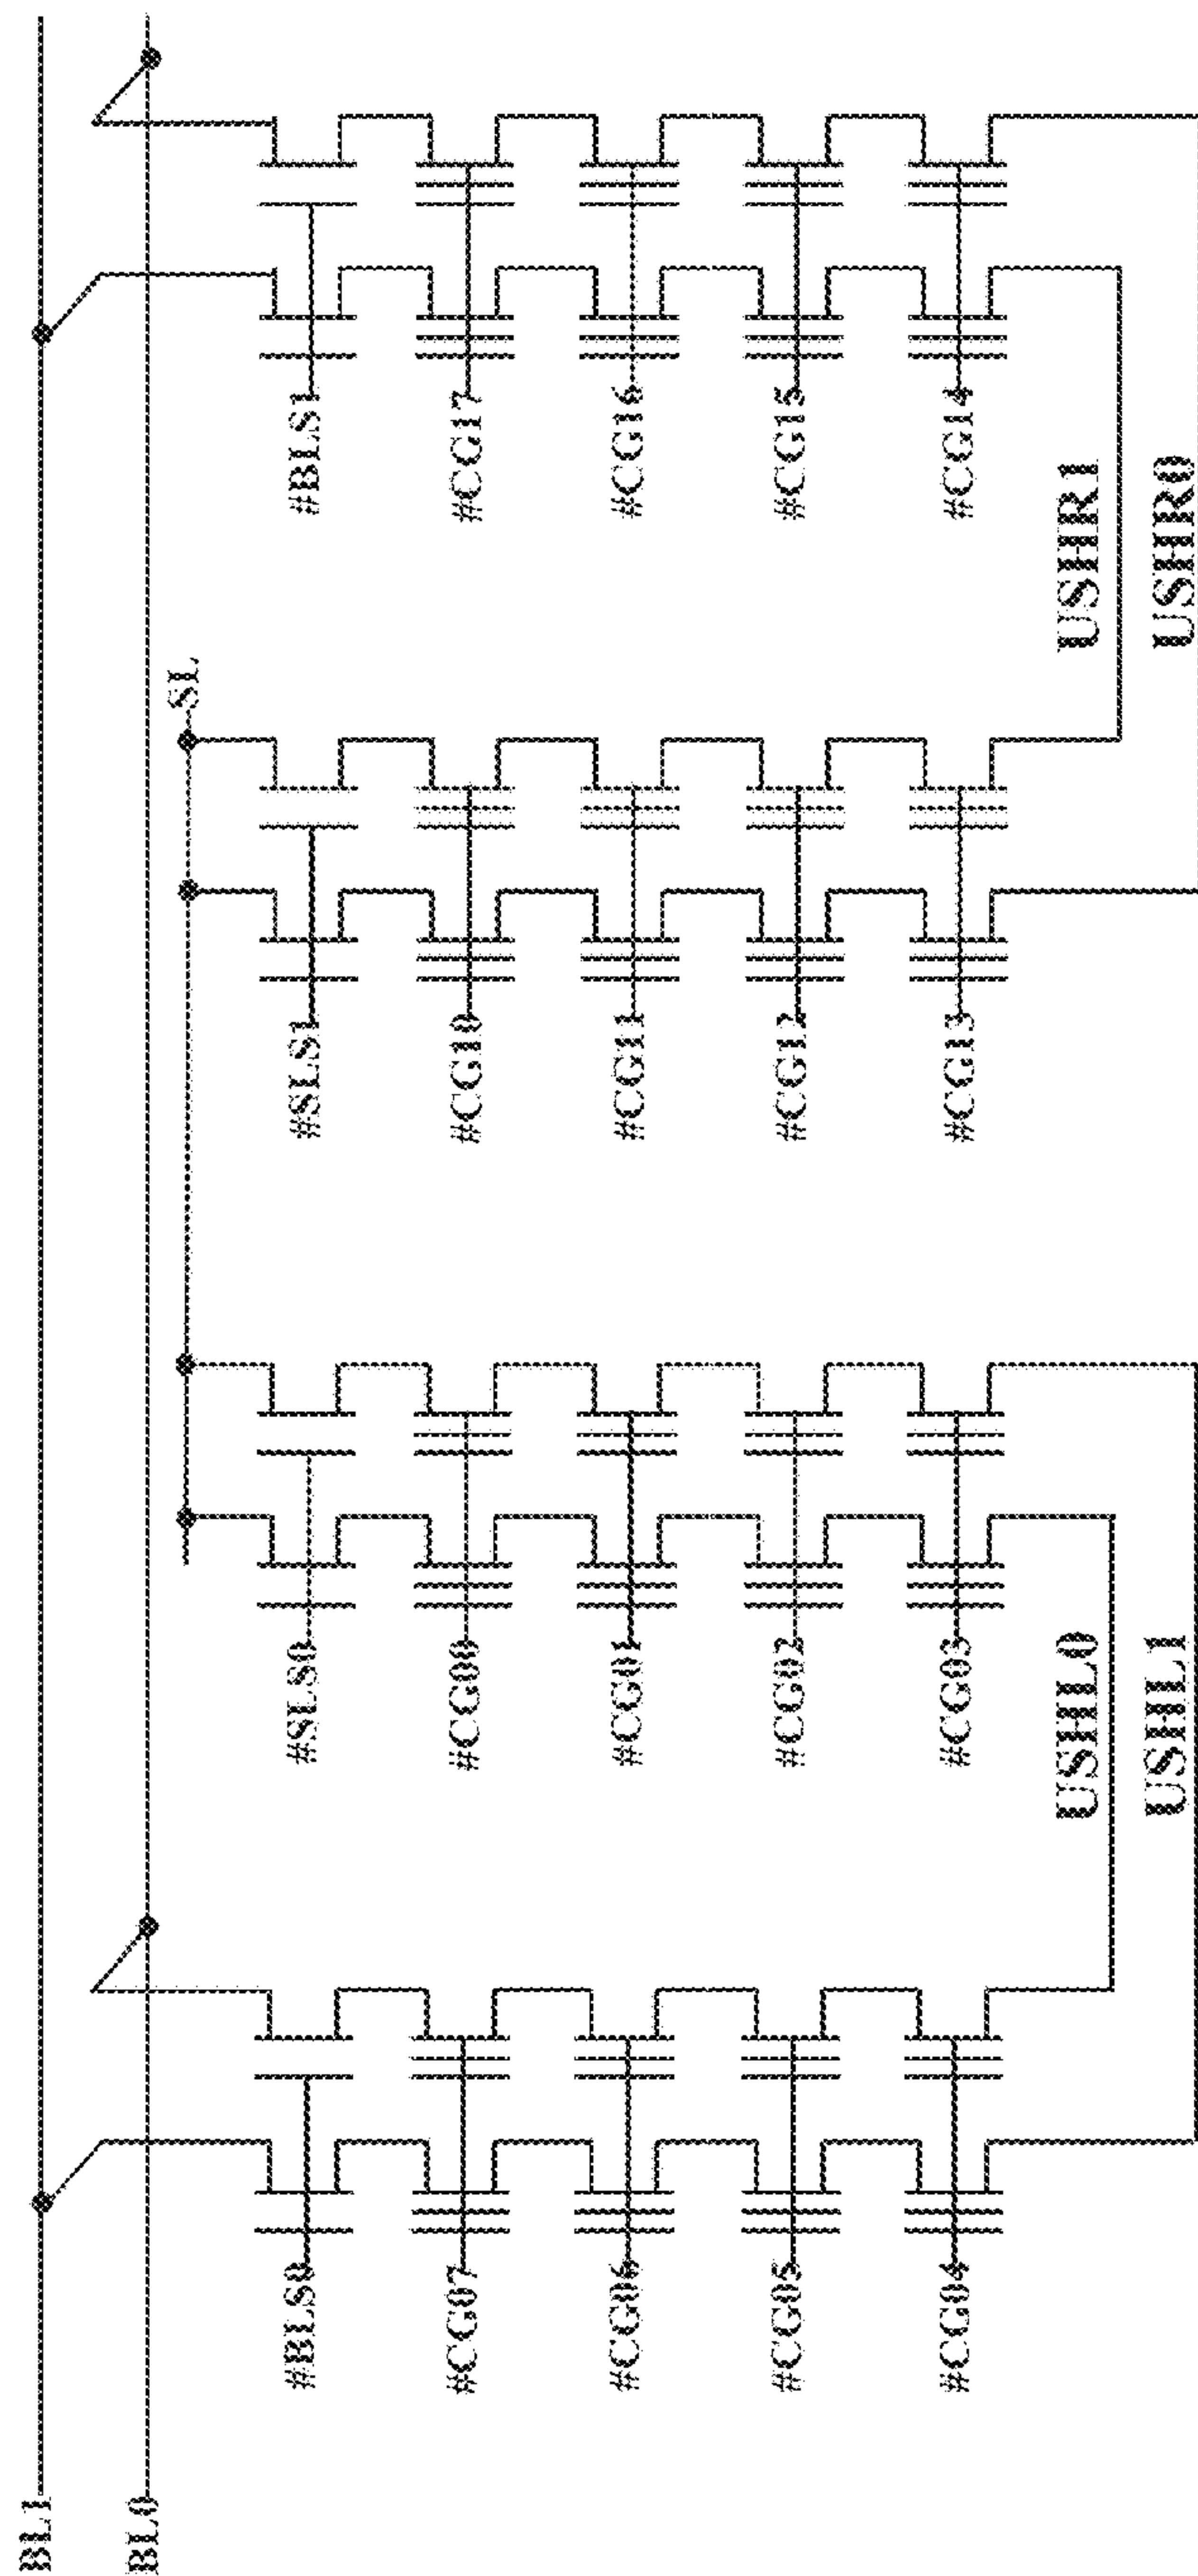 BL1
BL0
SL
#BLS0
#SLS0
#SLS1
#BLS1
#CG07
#CG00
#CG10
#CG17
#CG06
#CG01
#CG11
#CG16
#CG05
#CG02
#CG12
#CG15
#CG04
#CG03
#CG13
#CG14
USHL0
USHR1
USHL1
USHR0